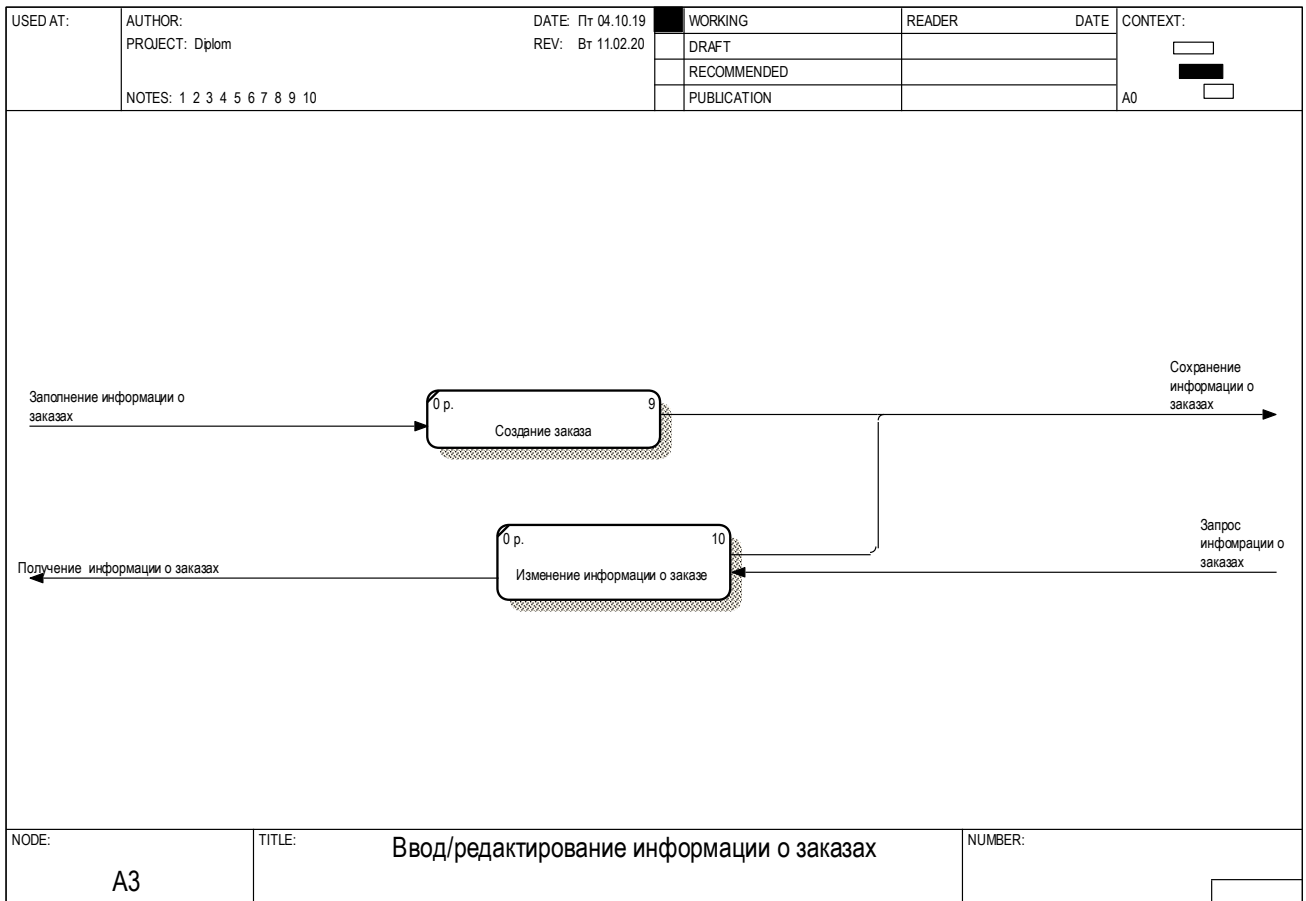 USED AT:
AUTHOR:
DATE: Пт 04.10.19
PROJECT: Diplom
REV: Вт 11.02.20
NOTES: 1 2 3 4 5 6 7 8 9 10
WORKING
DRAFT
RECOMMENDED
PUBLICATION
READER
DATE
CONTEXT:
A0
Заполнение информации о
заказах
0 р.
9
Создание заказа
Сохранение
информации о
заказах
0 р.
10
Изменение информации о заказе
Получение информации о заказах
Запрос
инфомрации о
заказах
NODE:
A3
TITLE:
Ввод/редактирование информации о заказах
NUMBER: